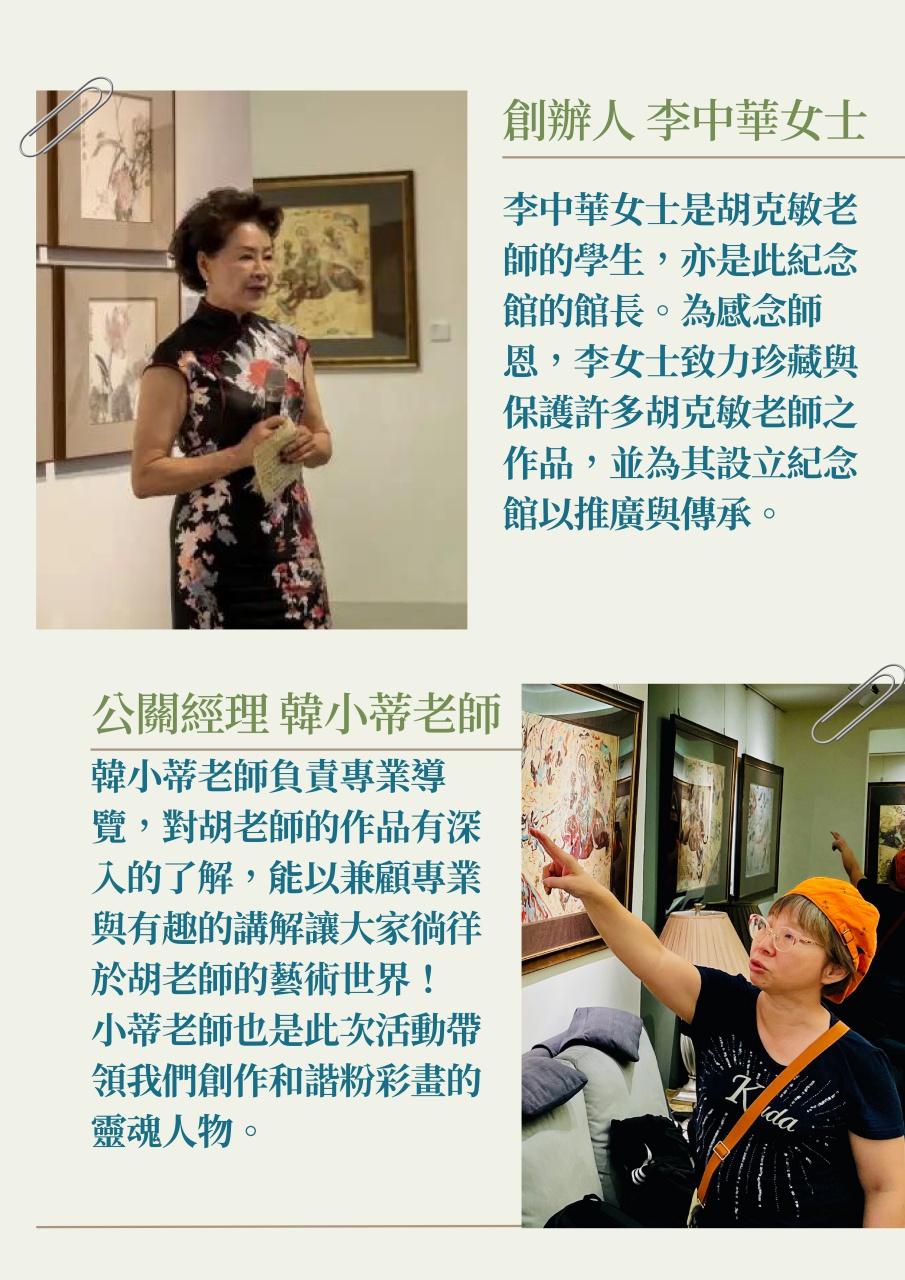 創辦人 李中華女士
李中華女士是胡克敏老
師的學生，亦是此紀念
館的館長。為感念師
恩，李女士致力珍藏與
保護許多胡克敏老師之
作品，並為其設立紀念
館以推廣與傳承。
公關經理 韓小蒂老師
韓小蒂老師負責專業導
覽，對胡老師的作品有深
入的了解，能以兼顧專業
與有趣的講解讓大家徜徉
於胡老師的藝術世界！
小蒂老師也是此次活動帶
領我們創作和諧粉彩畫的
靈魂人物。